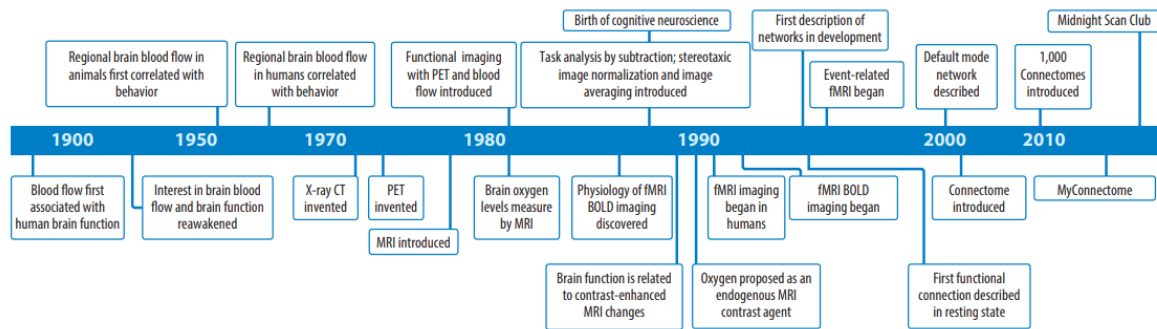 Birth of cognitive neuroscience
First description of
networks in development
Midnight Scan Club
Regional brain blood flow in
animals first correlated with
behavior
Regional brain blood flow
in humans correlated
with behavior
Functional imaging
with PET and blood
flow introduced
Task analysis by subtraction; stereotaxic
image normalization and image
averaging introduced
Event-related
fMRI began
Default mode
network
described
1,000
Connectomes
introduced
1900
1950
1970
1980
1990
2000
2010
Blood flow first
associated with
human brain function
Interest in brain blood
flow and brain function
reawakened
X-ray CT
invented
PET
invented
MRI introduced
Brain oxygen
levels measure
by MRI
Physiology of fMRI
BOLD imaging
discovered
fMRI imaging
began in
humans
fMRI BOLD
imaging began
Connectome
introduced
MyConnectome
Brain function is related
to contrast-enhanced
MRI changes
Oxygen proposed as an
endogenous MRI
contrast agent
First functional
connection described
in resting state